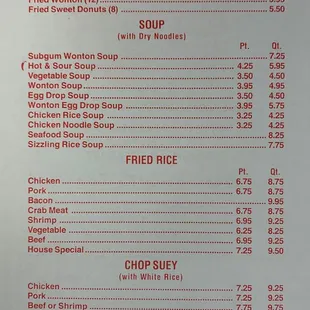 Fried Wonton (12)
Fried Sweet Donuts (8) 5.50
SOUP
(with Dry Noodles)
Pt. Qt.
Subgum Wonton Soup 7.25
(Hot & Sour Soup 4.25 5.95
Vegetable Soup 3.50 4.50
Wonton Soup 3.95 4.95
Egg Drop Soup 3.50 4.50
Wonton Egg Drop Soup 3.95 5.75
Chicken Rice Soup 3.25 4.25
Chicken Noodle Soup 3.25 4.25
Seafood Soup 8.25
Sizzling Rice Soup 7.75
FRIED RICE
Pt. Qt.
Chicken 6.75 8.75
Pork 6.75 8.75
Bacon 9.95
Crab Meat 6.75 8.75
Shrimp 6.95 9.25
Vegetable 6.25 8.25
Beef 6.95 9.25
House Special 7.25 9.50
CHOP SUEY
(with White Rice)
Chicken 7.25 9.25
Pork 7.25 9.25
Beef or Shrimp 7.75 9.75